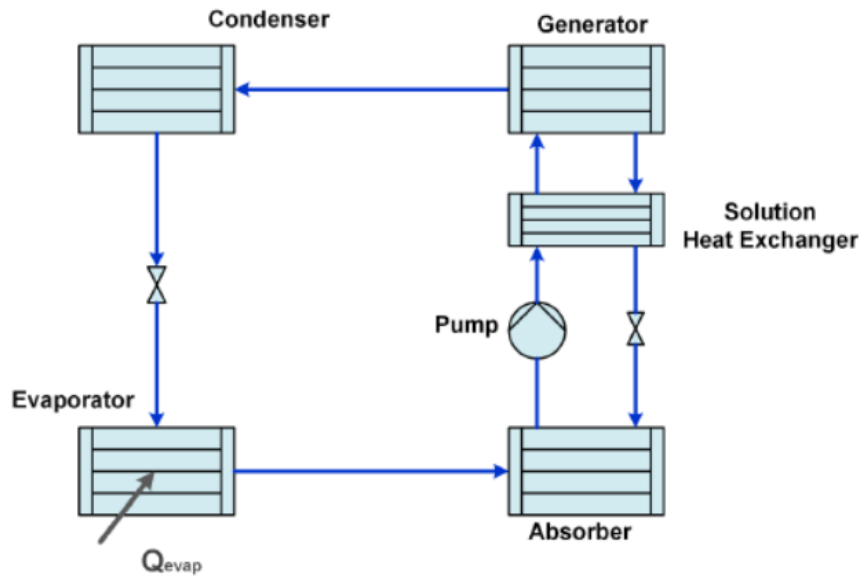 Condenser
Generator
Solution
Heat Exchanger
Pump
Evaporator
Absorber
Qevap